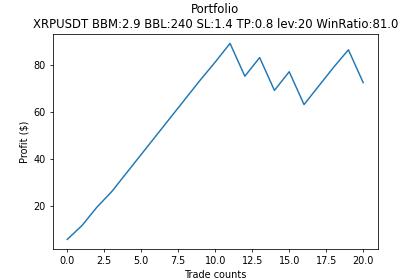 Portfolio
XRPUSDT BBM:2.9 BBL:240 SL:1.4 TP:0.8 lev:20 WinRatio:81.0
80
60
40
20
Profit ($)
0.0 2.5 5.0 7.5 10.0 12.5 15.0 17.5 20.0
Trade counts